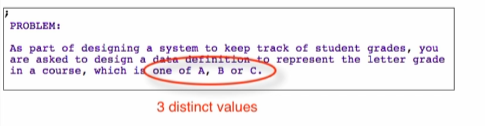 ;
PROBLEM:
As part of designing a system to keep track of student grades, you
are asked to design a data definition to represent the letter grade
in a course, which is one of A, B or C.
3 distinct values